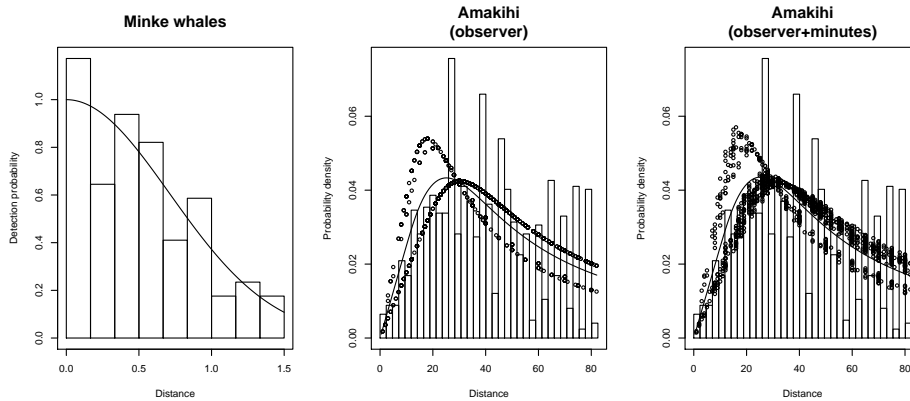 Minke whales
Detection probability
0.0 0.2 0.4 0.6 0.8 1.0
0.0 0.5 1.0 1.5
Distance
Amakihi
(observer)
Probability density
0.00 0.02 0.04 0.06
0 20 40 60 80
Distance
Amakihi
(observer+minutes)
Probability density
0.00 0.02 0.04 0.06
0 20 40 60 80
Distance